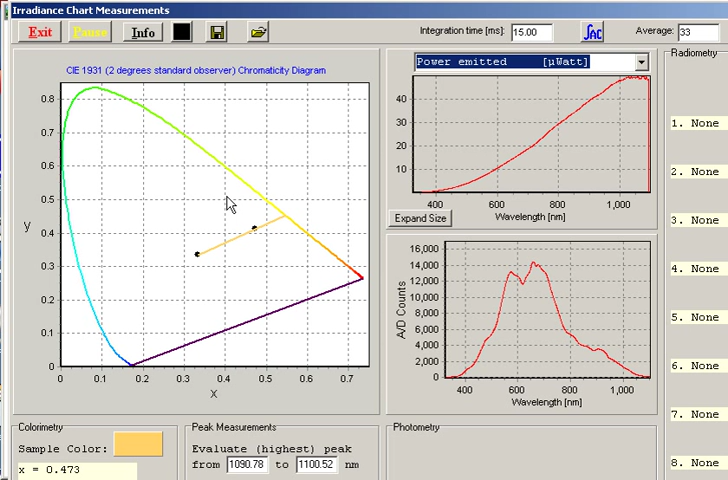 Irradiance Chart Measurements
Exit Pause Info Integration time [ms]: 15.00 SAC Average: 33
CIE 1931 (2 degrees standard observer) Chromaticity Diagram
0.8
0.7
0.6
0.5
0.4
0.3
0.2
0.1
0
y
0 0.1 0.2 0.3 0.4 0.5 0.6 0.7
x
Power emitted [µWatt]
40
30
20
10
400 600 800 1,000
Wavelength [nm]
Expand Size
16,000
14,000
12,000
10,000
8,000
6,000
4,000
2,000
0
A/D Counts
400 600 800 1,000
Wavelength [nm]
Radiometry
1. None
2. None
3. None
4. None
5. None
6. None
7. None
8. None
Colorimetry
Sample Color:
x = 0.473
Peak Measurements
Evaluate (highest) peak
from 1090.78 to 1100.52 nm
Photometry